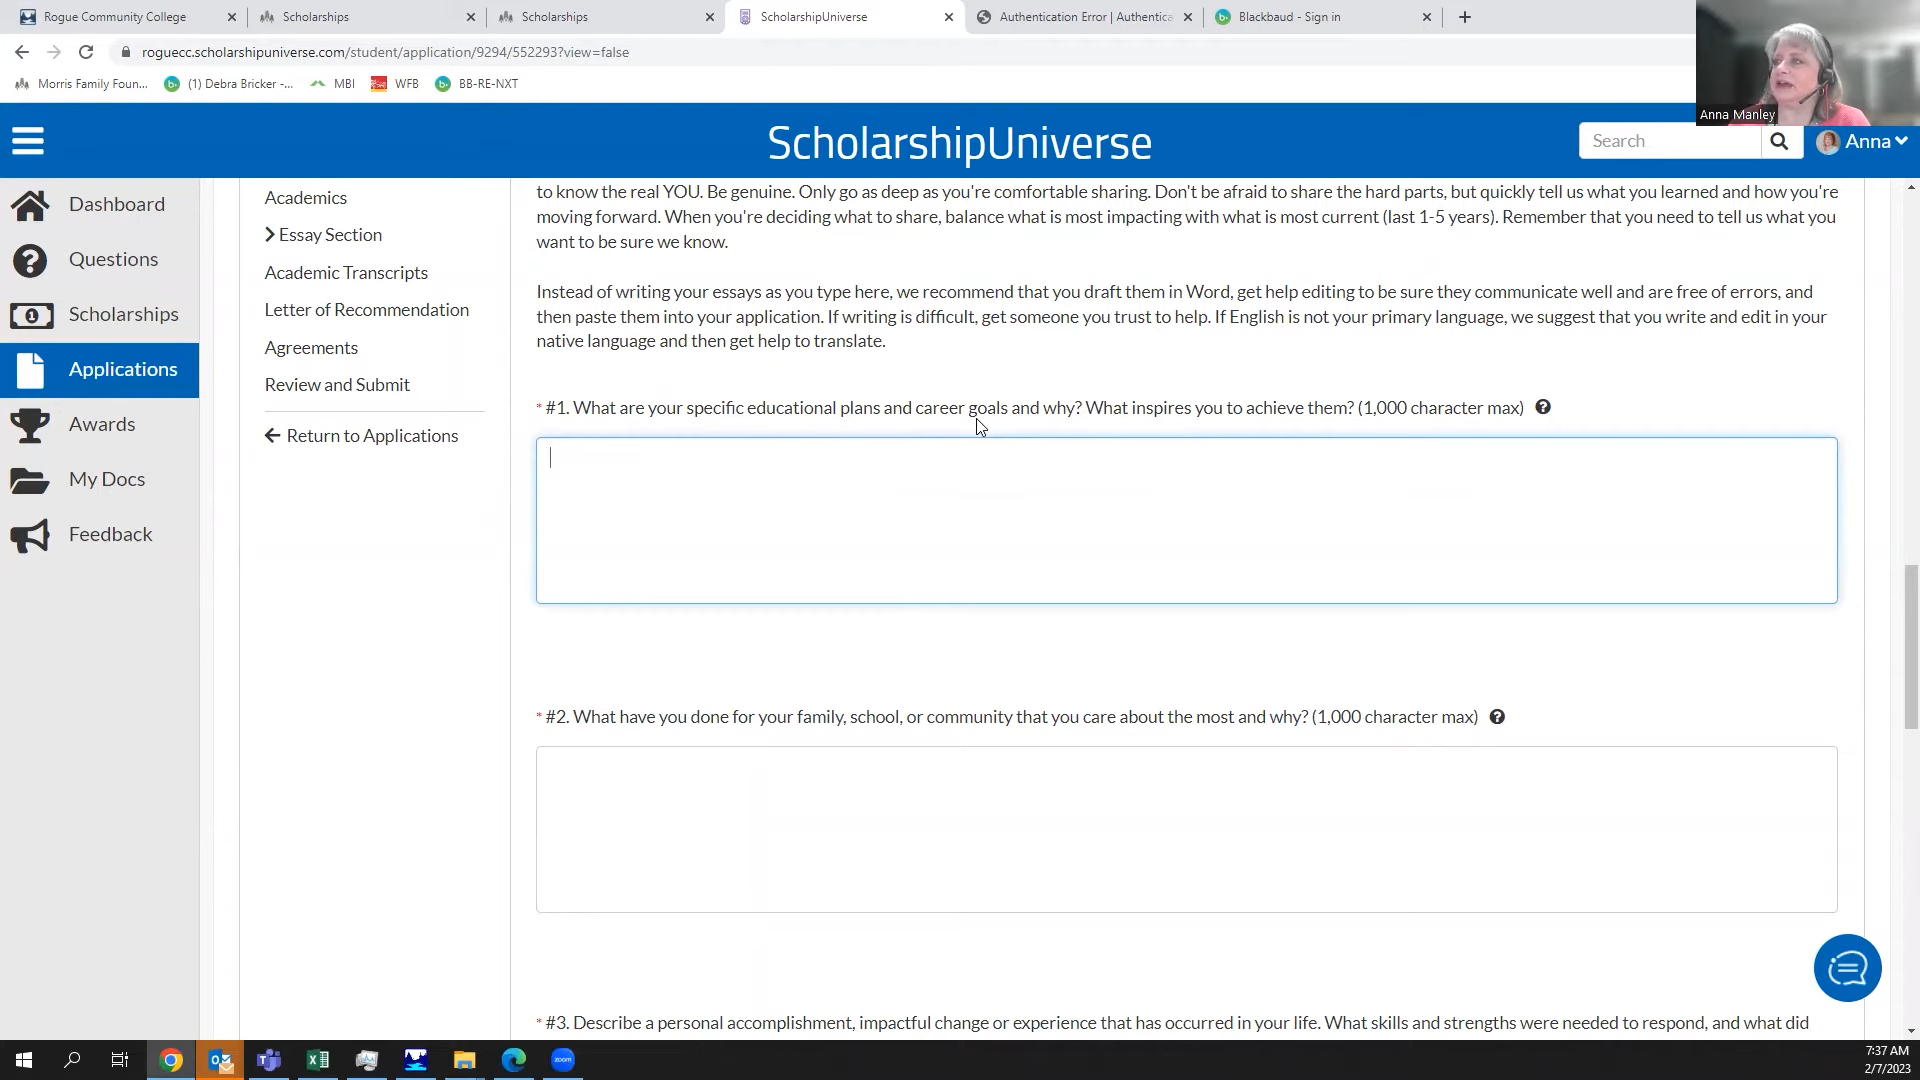 Rogue Community College
Scholarships
Scholarships
ScholarshipUniverse
Authentication Error | Authentica
Blackbaud - Sign in
roguecc.scholarshipuniverse.com/student/application/9294/552293?view=false
Morris Family Foun...
(1) Debra Bricker -...
MBI
WFB
BB-RE-NXT
Anna Manley
ScholarshipUniverse
Search
Anna
Dashboard
Questions
Scholarships
Applications
Awards
My Docs
Feedback
Academics
Essay Section
Academic Transcripts
Letter of Recommendation
Agreements
Review and Submit
Return to Applications
to know the real YOU. Be genuine. Only go as deep as you're comfortable sharing. Don't be afraid to share the hard parts, but quickly tell us what you learned and how you're
moving forward. When you're deciding what to share, balance what is most impacting with what is most current (last 1-5 years). Remember that you need to tell us what you
want to be sure we know.
Instead of writing your essays as you type here, we recommend that you draft them in Word, get help editing to be sure they communicate well and are free of errors, and
then paste them into your application. If writing is difficult, get someone you trust to help. If English is not your primary language, we suggest that you write and edit in your
native language and then get help to translate.
* #1. What are your specific educational plans and career goals and why? What inspires you to achieve them? (1,000 character max)
* #2. What have you done for your family, school, or community that you care about the most and why? (1,000 character max)
* #3. Describe a personal accomplishment, impactful change or experience that has occurred in your life. What skills and strengths were needed to respond, and what did
zoom
7:37 AM
2/7/2023